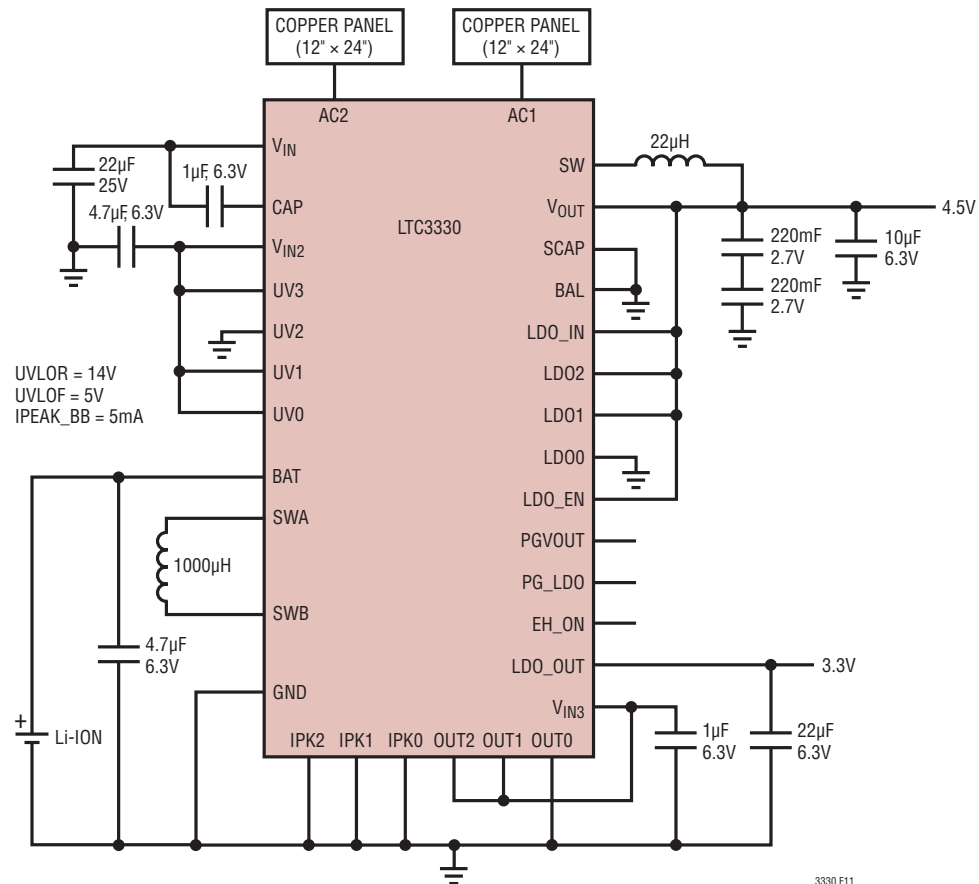 COPPER PANEL
(12" × 24")
COPPER PANEL
(12" × 24")
AC2
AC1
VIN
22µF
25V
1µF, 6.3V
CAP
4.7µF, 6.3V
VIN2
UV3
UV2
UV1
UV0
UVLOR = 14V
UVLOF = 5V
IPEAK_BB = 5mA
BAT
SWA
1000µH
SWB
4.7µF
6.3V
GND
+
Li-ION
LTC3330
IPK2
IPK1
IPK0
OUT2
OUT1
OUT0
SW
22µH
VOUT
4.5V
220mF
2.7V
220mF
2.7V
10µF
6.3V
SCAP
BAL
LDO_IN
LDO2
LDO1
LDO0
LDO_EN
PGVOUT
PG_LDO
EH_ON
LDO_OUT
3.3V
VIN3
1µF
6.3V
22µF
6.3V
3330 F11